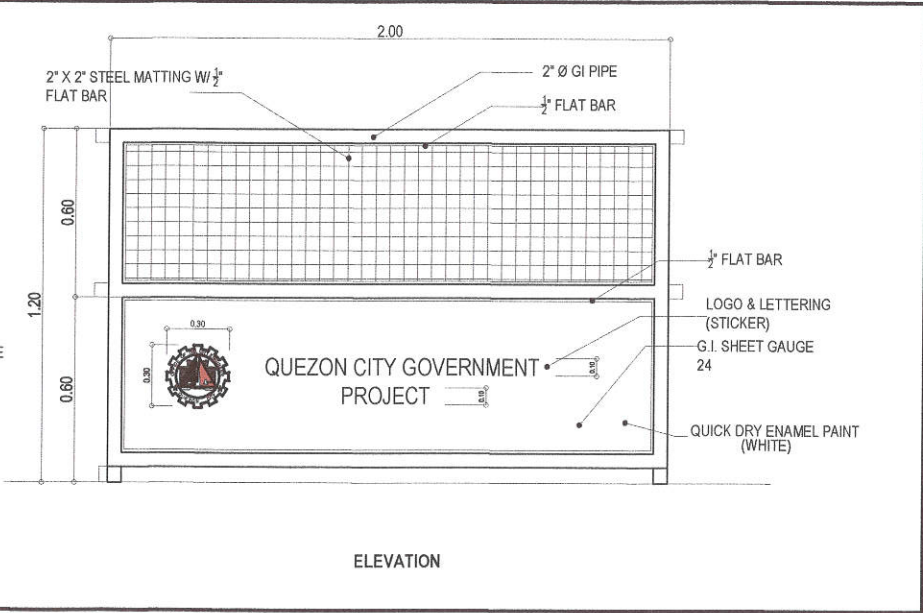 2.00
2" X 2" STEEL MATTING W/ ½"
FLAT BAR
2" Ø GI PIPE
½" FLAT BAR
0.60
1.20
0.60
½" FLAT BAR
LOGO & LETTERING
(STICKER)
G.I. SHEET GAUGE
24
QUICK DRY ENAMEL PAINT
(WHITE)
0.30
0.30
QUEZON CITY GOVERNMENT
PROJECT
0.10
0.10
ELEVATION